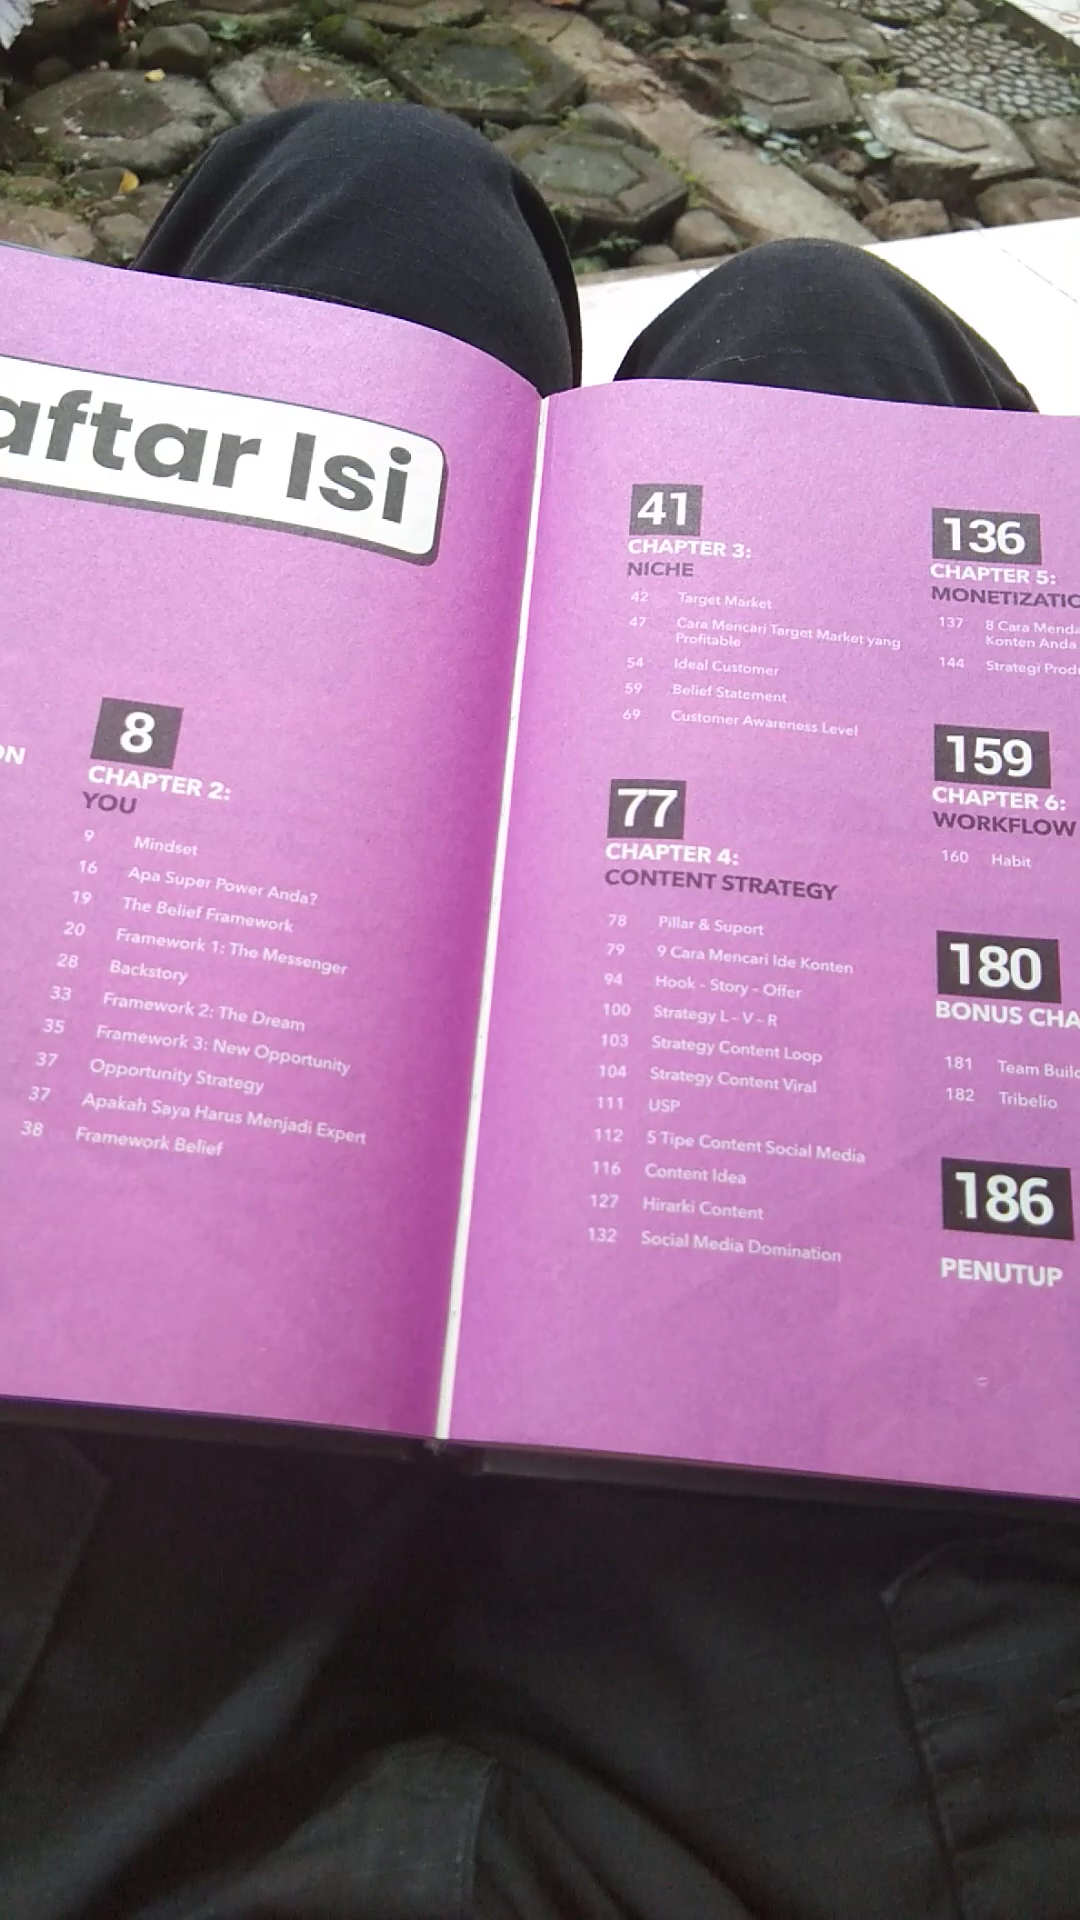 aftar Isi
ON
8
CHAPTER 2:
YOU
9 Mindset
16 Apa Super Power Anda?
19 The Belief Framework
20 Framework 1: The Messenger
28 Backstory
33 Framework 2: The Dream
35 Framework 3: New Opportunity
37 Opportunity Strategy
37 Apakah Saya Harus Menjadi Expert
38 Framework Belief
41
CHAPTER 3:
NICHE
42 Target Market
47 Cara Mencari Target Market yang
Profitable
54 Ideal Customer
59 Belief Statement
69 Customer Awareness Level
77
CHAPTER 4:
CONTENT STRATEGY
78 Pillar & Suport
79 9 Cara Mencari Ide Konten
94 Hook - Story - Offer
100 Strategy L - V - R
103 Strategy Content Loop
104 Strategy Content Viral
111 USP
112 5 Tipe Content Social Media
116 Content Idea
127 Hirarki Content
132 Social Media Domination
136
CHAPTER 5:
MONETIZATIO
137 8 Cara Menda
Konten Anda
144 Strategi Prod
159
CHAPTER 6:
WORKFLOW
160 Habit
180
BONUS CHA
181 Team Build
182 Tribelio
186
PENUTUP